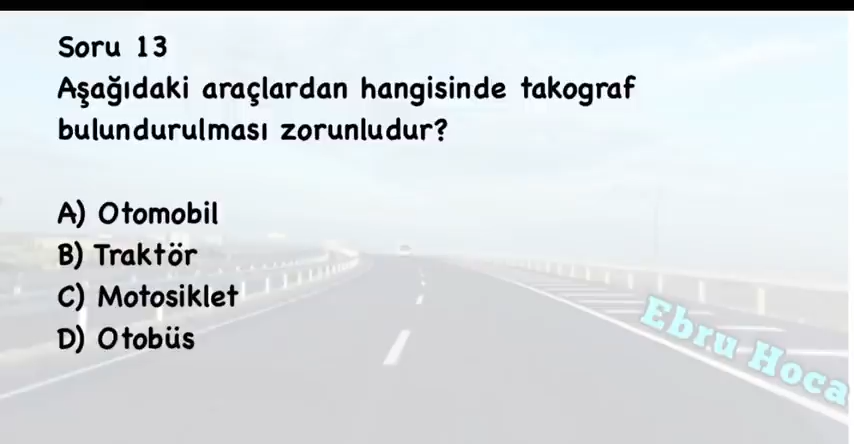 Soru 13
Aşağıdaki araçlardan hangisinde takograf
bulundurulması zorunludur?
A) Otomobil
B) Traktör
C) Motosiklet
D) Otobüs
Ebru Hoca